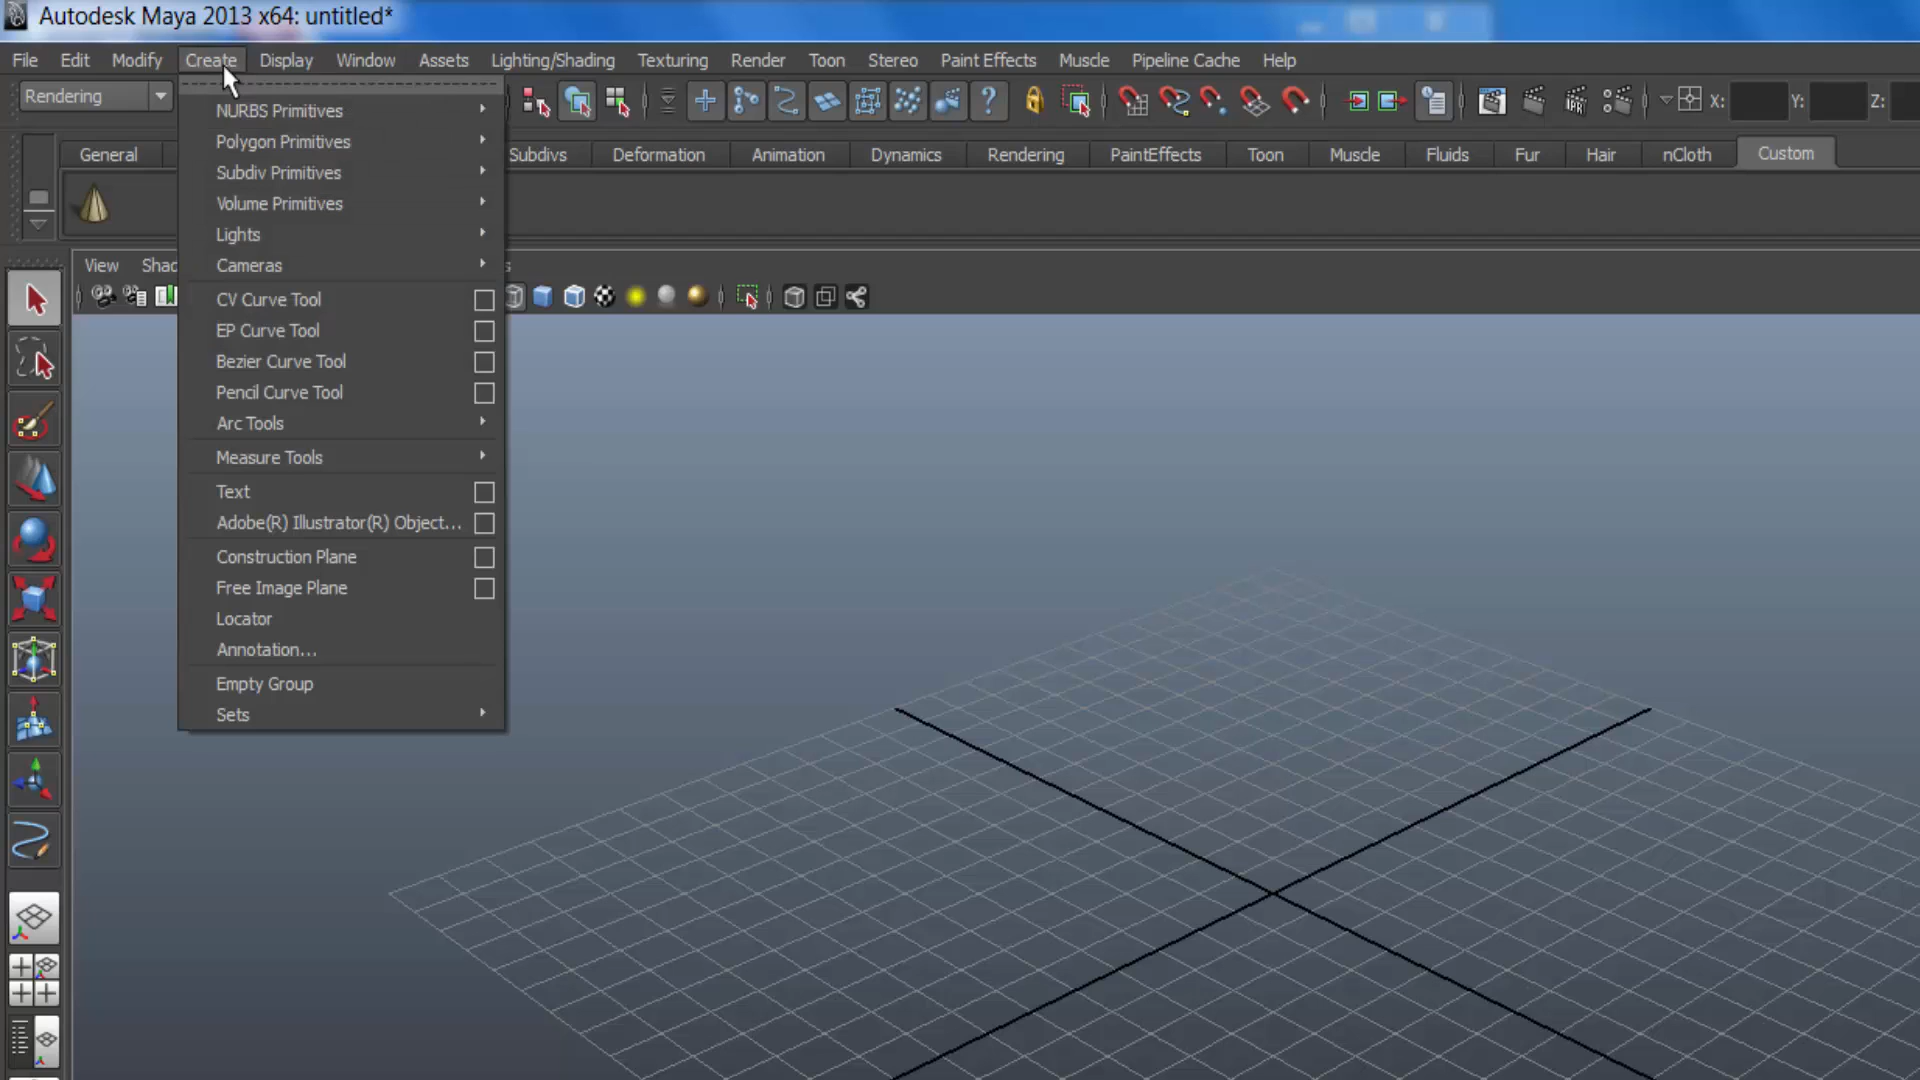 Autodesk Maya 2013 x64: untitled*
File Edit Modify Create Display Window Assets Lighting/Shading Texturing Render Toon Stereo Paint Effects Muscle Pipeline Cache Help
Rendering X: Y: Z:
General Subdivs Deformation Animation Dynamics Rendering PaintEffects Toon Muscle Fluids Fur Hair nCloth Custom
View Shad s
NURBS Primitives
Polygon Primitives
Subdiv Primitives
Volume Primitives
Lights
Cameras
CV Curve Tool
EP Curve Tool
Bezier Curve Tool
Pencil Curve Tool
Arc Tools
Measure Tools
Text
Adobe(R) Illustrator(R) Object...
Construction Plane
Free Image Plane
Locator
Annotation...
Empty Group
Sets